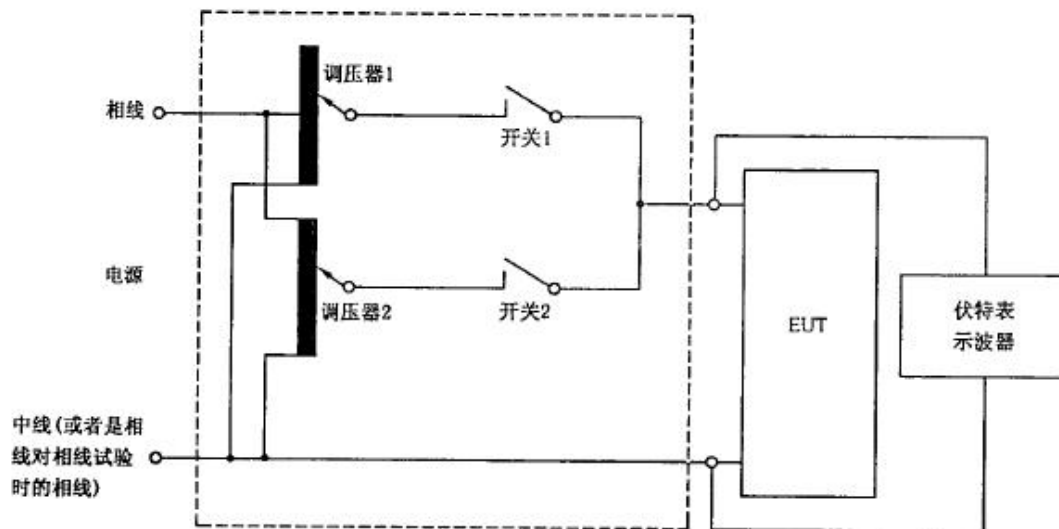 调压器1
相线
开关1
电源
调压器2
开关2
EUT
伏特表
示波器
中线(或者是相
线对相线试验
时的相线)